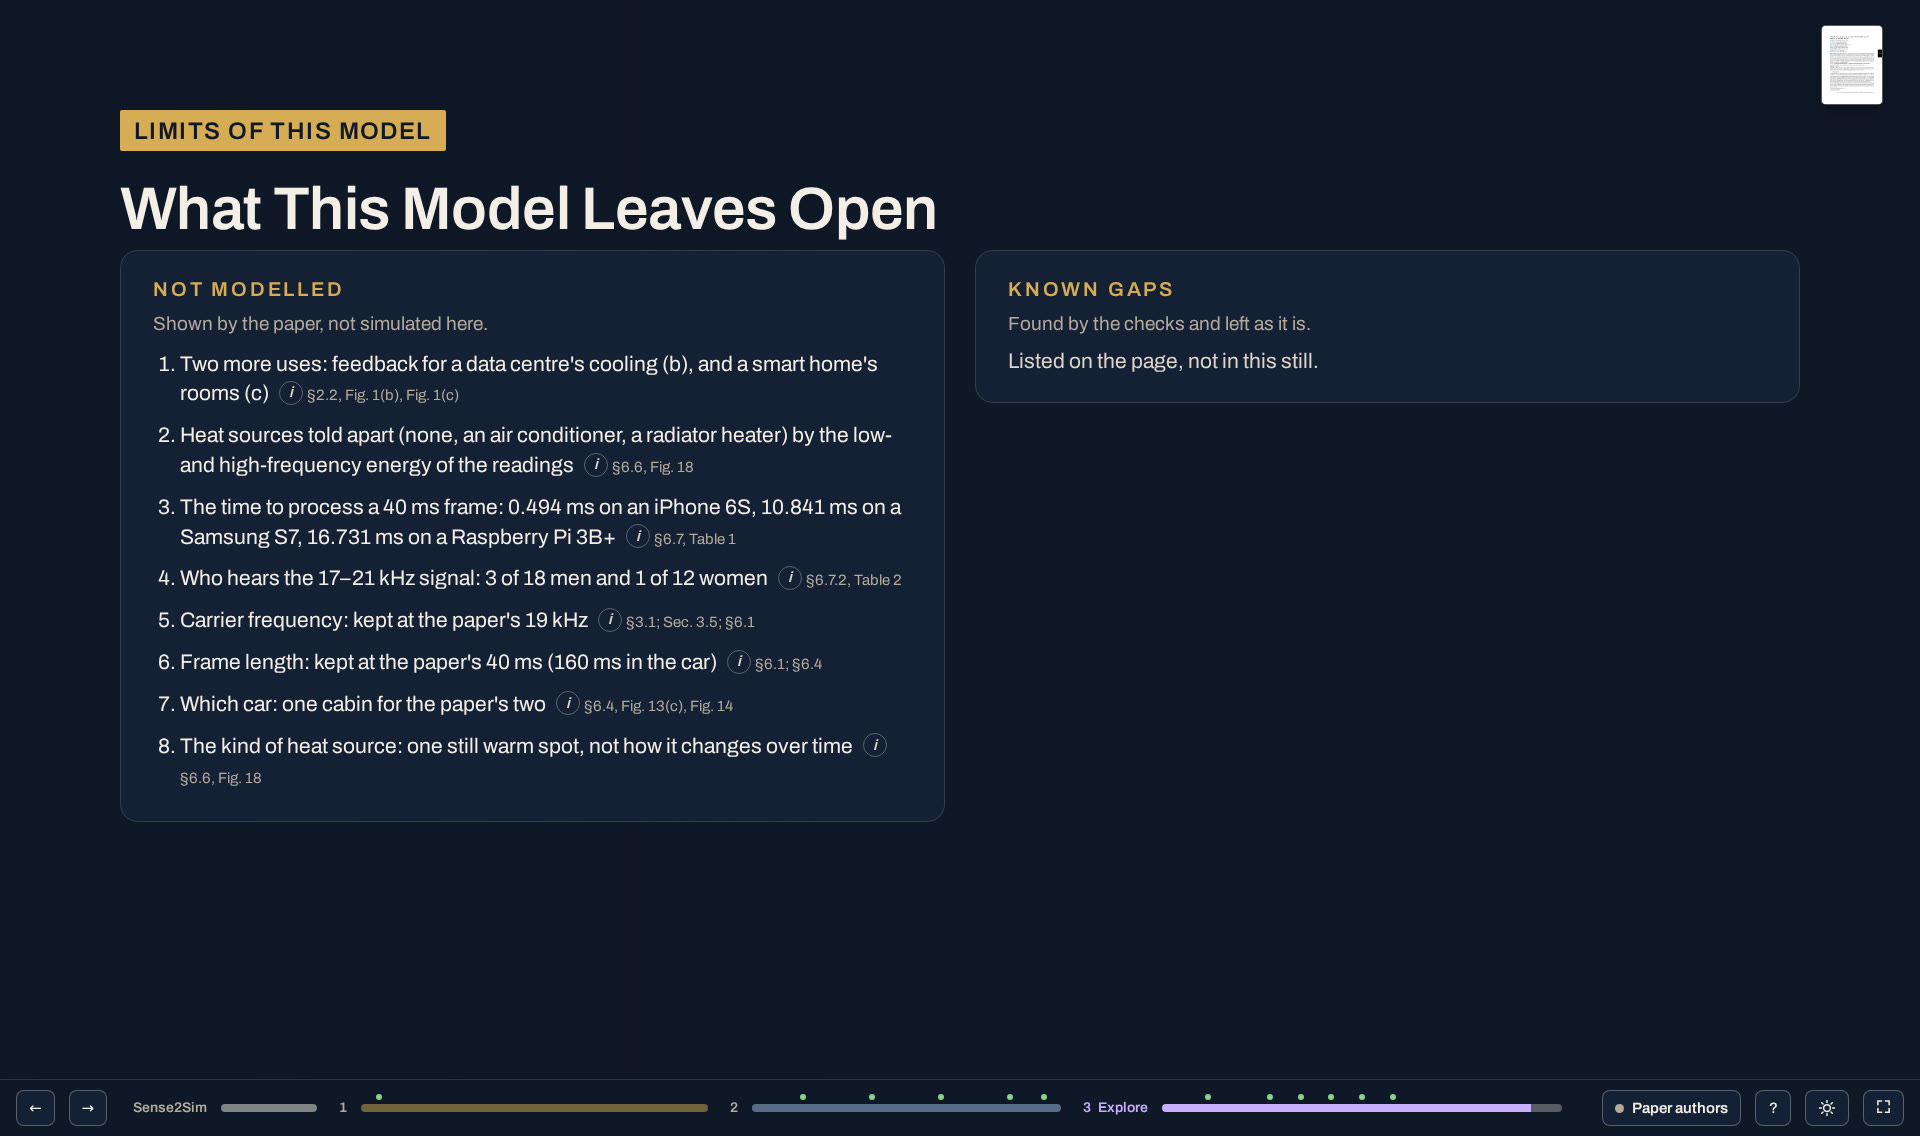 LIMITS OF THIS MODEL
What This Model Leaves Open
NOT MODELLED
Shown by the paper, not simulated here.
1. Two more uses: feedback for a data centre's cooling (b), and a smart home's
rooms (c) i §2.2, Fig. 1(b), Fig. 1(c)
2. Heat sources told apart (none, an air conditioner, a radiator heater) by the low-
and high-frequency energy of the readings i §6.6, Fig. 18
3. The time to process a 40 ms frame: 0.494 ms on an iPhone 6S, 10.841 ms on a
Samsung S7, 16.731 ms on a Raspberry Pi 3B+ i §6.7, Table 1
4. Who hears the 17–21 kHz signal: 3 of 18 men and 1 of 12 women i §6.7.2, Table 2
5. Carrier frequency: kept at the paper's 19 kHz i §3.1; Sec. 3.5; §6.1
6. Frame length: kept at the paper's 40 ms (160 ms in the car) i §6.1; §6.4
7. Which car: one cabin for the paper's two i §6.4, Fig. 13(c), Fig. 14
8. The kind of heat source: one still warm spot, not how it changes over time i
§6.6, Fig. 18
KNOWN GAPS
Found by the checks and left as it is.
Listed on the page, not in this still.
← → Sense2Sim 1 2 3 Explore Paper authors ?